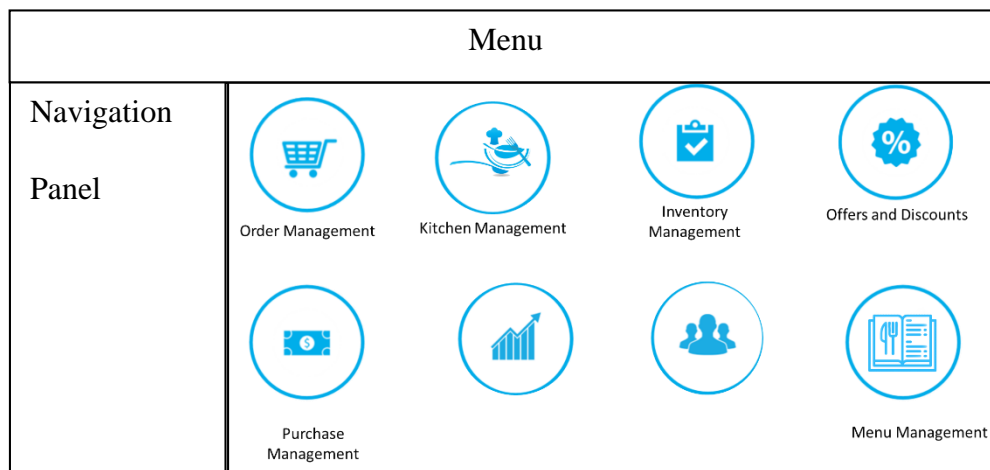 Menu
Navigation
Panel
Order Management
Kitchen Management
Inventory
Management
%
Offers and Discounts
$
Purchase
Management
Menu Management